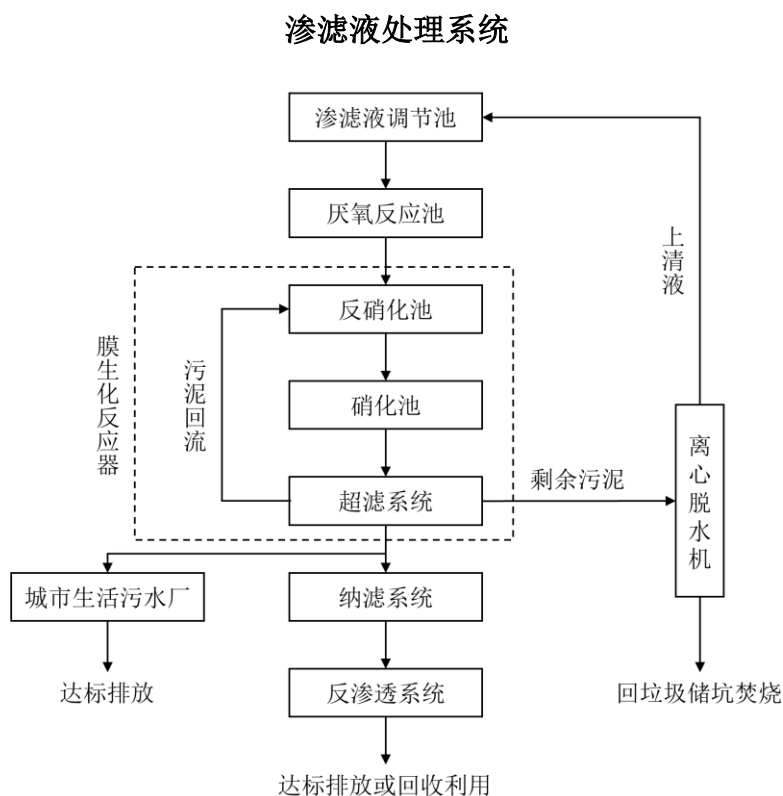 渗滤液处理系统
渗滤液调节池
厌氧反应池
上清液
反硝化池
膜生化反应器
污泥回流
硝化池
离心脱水机
剩余污泥
超滤系统
城市生活污水厂
纳滤系统
达标排放
反渗透系统
回垃圾储坑焚烧
达标排放或回收利用